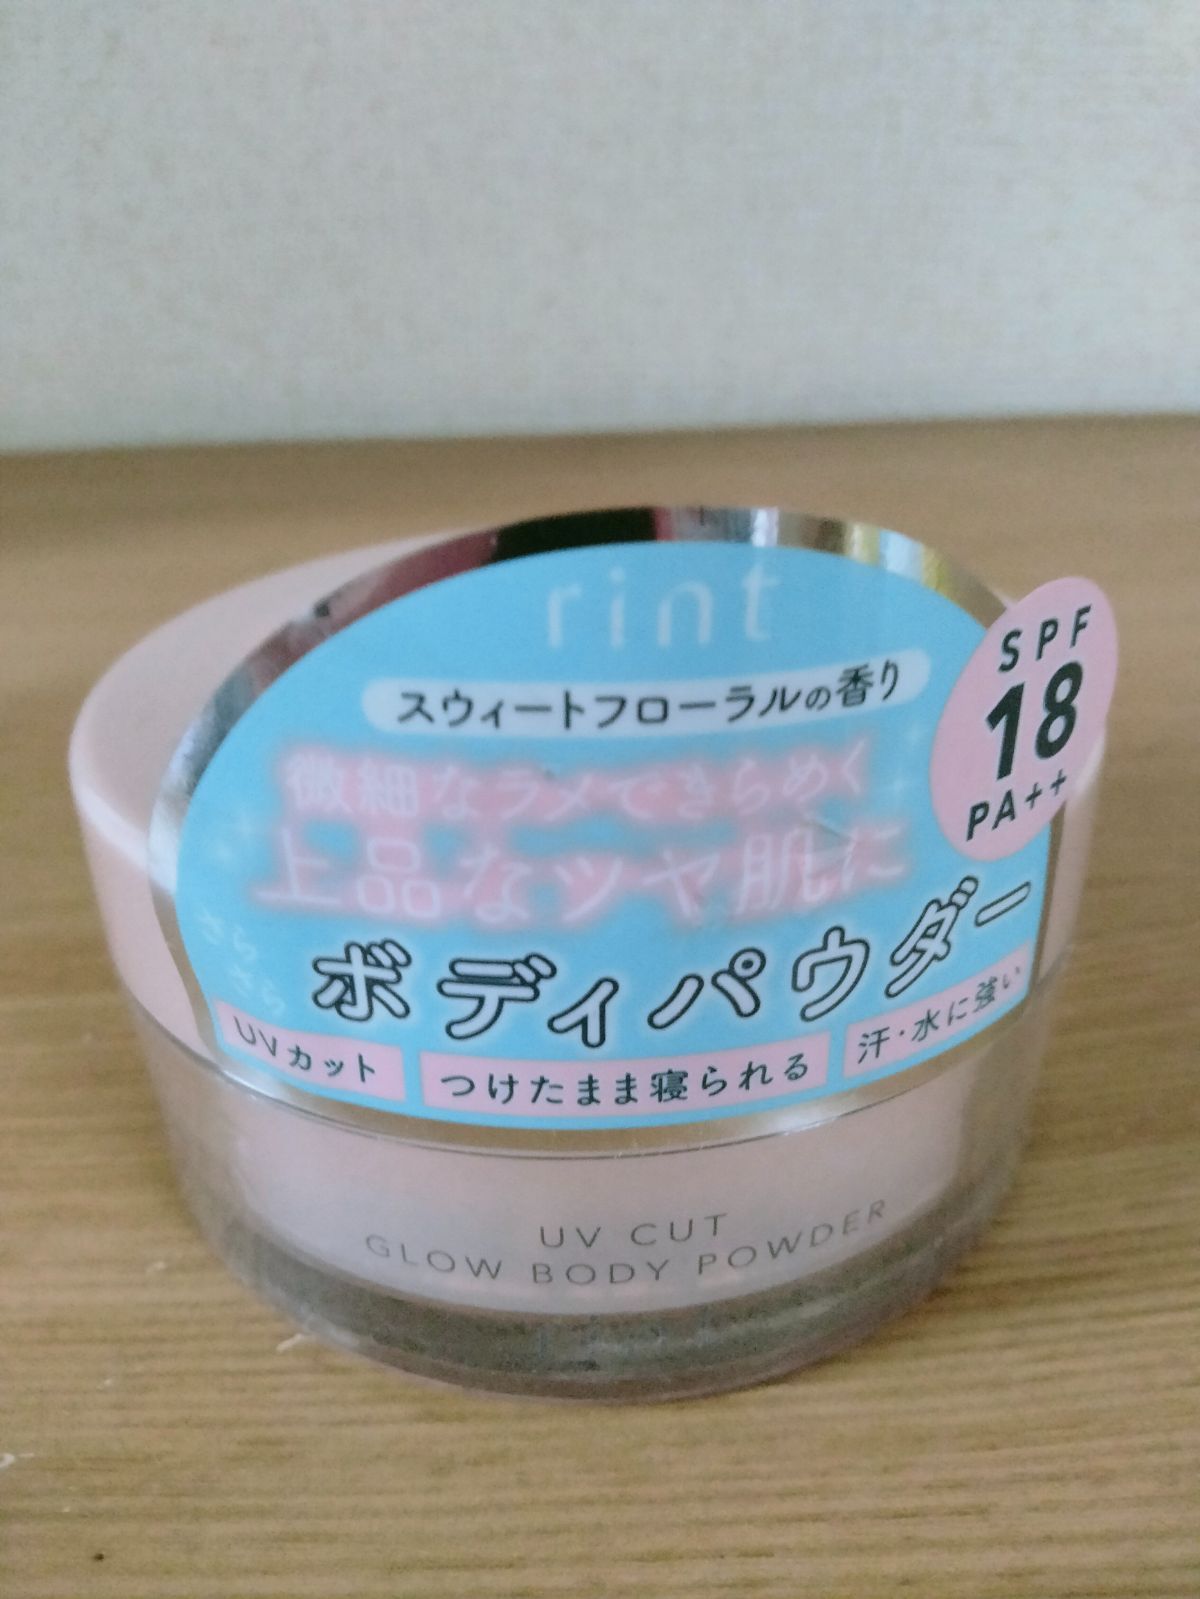 rint
スウィートフローラルの香り
SPF
18
PA++
微細なラメできらめく
上品なツヤ肌に
さら
さら
ボディパウダー
UVカット
つけたまま寝られる
汗・水に強い
UV CUT
GLOW BODY POWDER